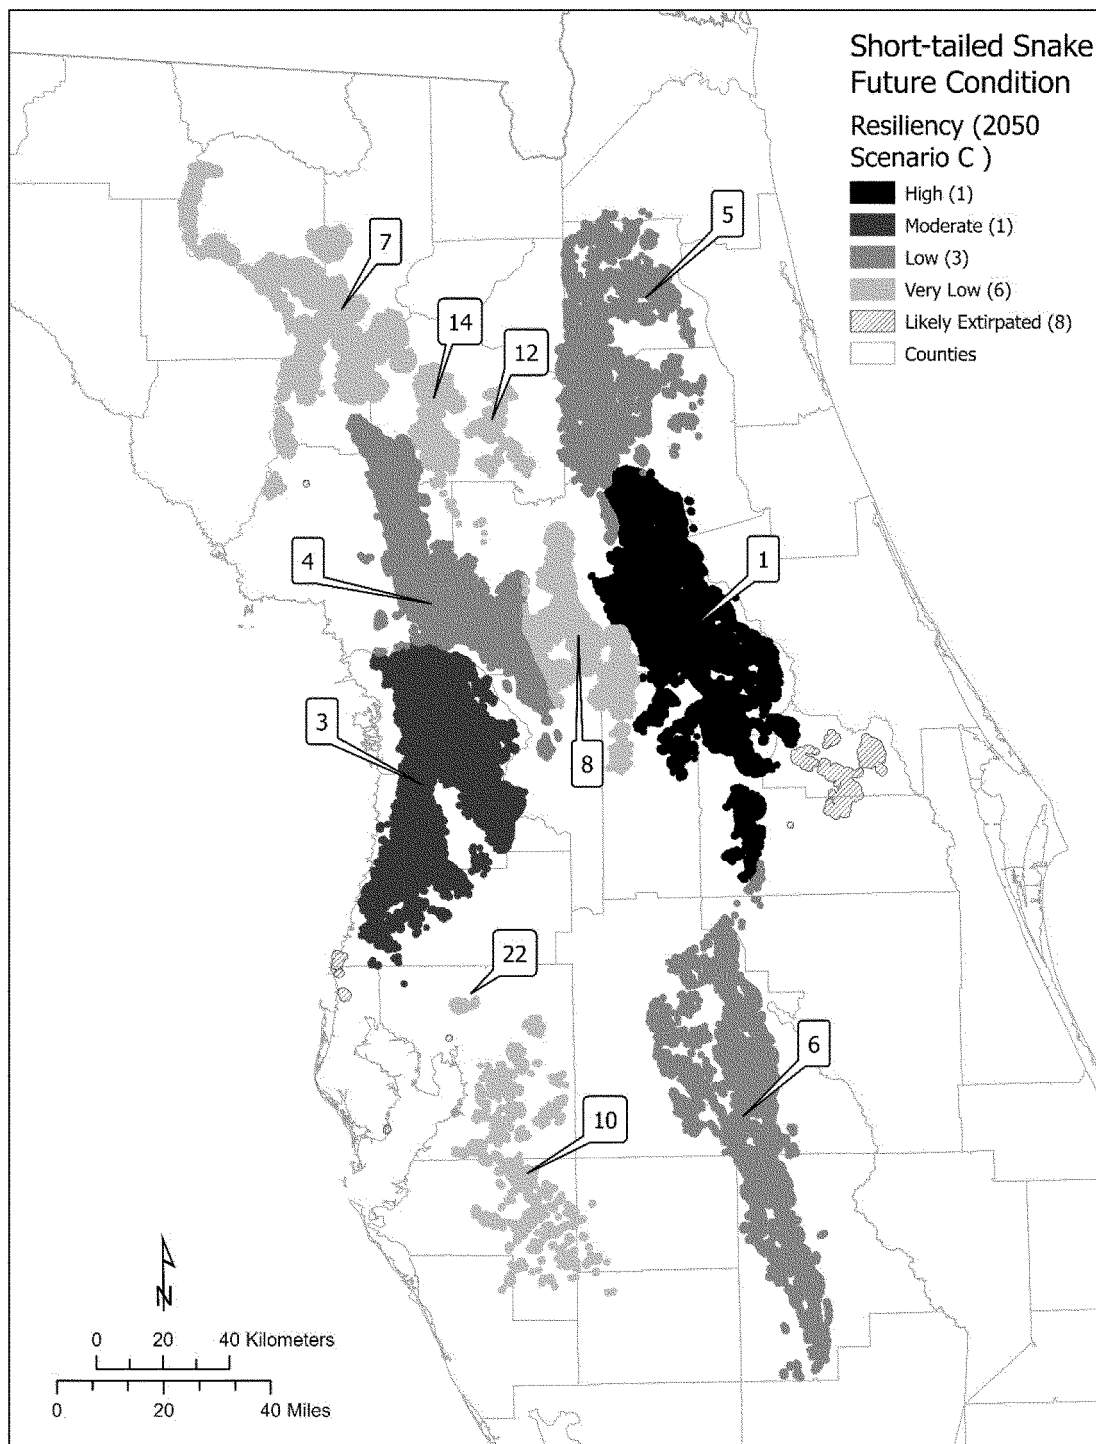 Short-tailed Snake
Future Condition
Resiliency (2050
Scenario C )
High (1)
Moderate (1)
Low (3)
Very Low (6)
Likely Extirpated (8)
Counties
5
7
14
12
1
4
3
8
22
6
10
N
0 20 40 Kilometers
0 20 40 Miles